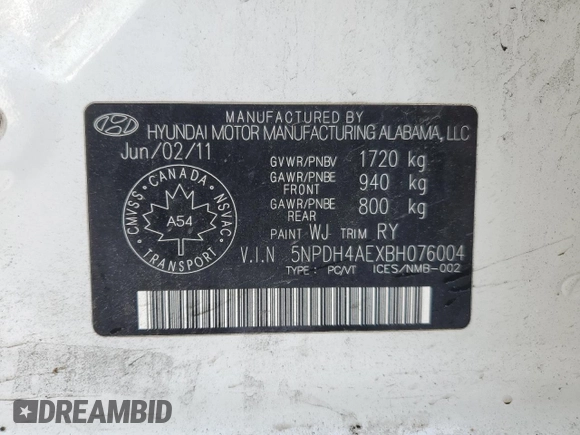 MANUFACTURED BY
HYUNDAI MOTOR MANUFACTURING ALABAMA, LLC
Jun/02/11
GVWR/PNBV 1720 kg
GAWR/PNBE FRONT 940 kg
GAWR/PNBE REAR 800 kg
PAINT WJ TRIM RY
V.I.N 5NPDH4AEXBH076004
TYPE : PC/VT ICES/NMB-002
CANADA
CMVSS
NSVAC
A54
TRANSPORT
DREAMBID